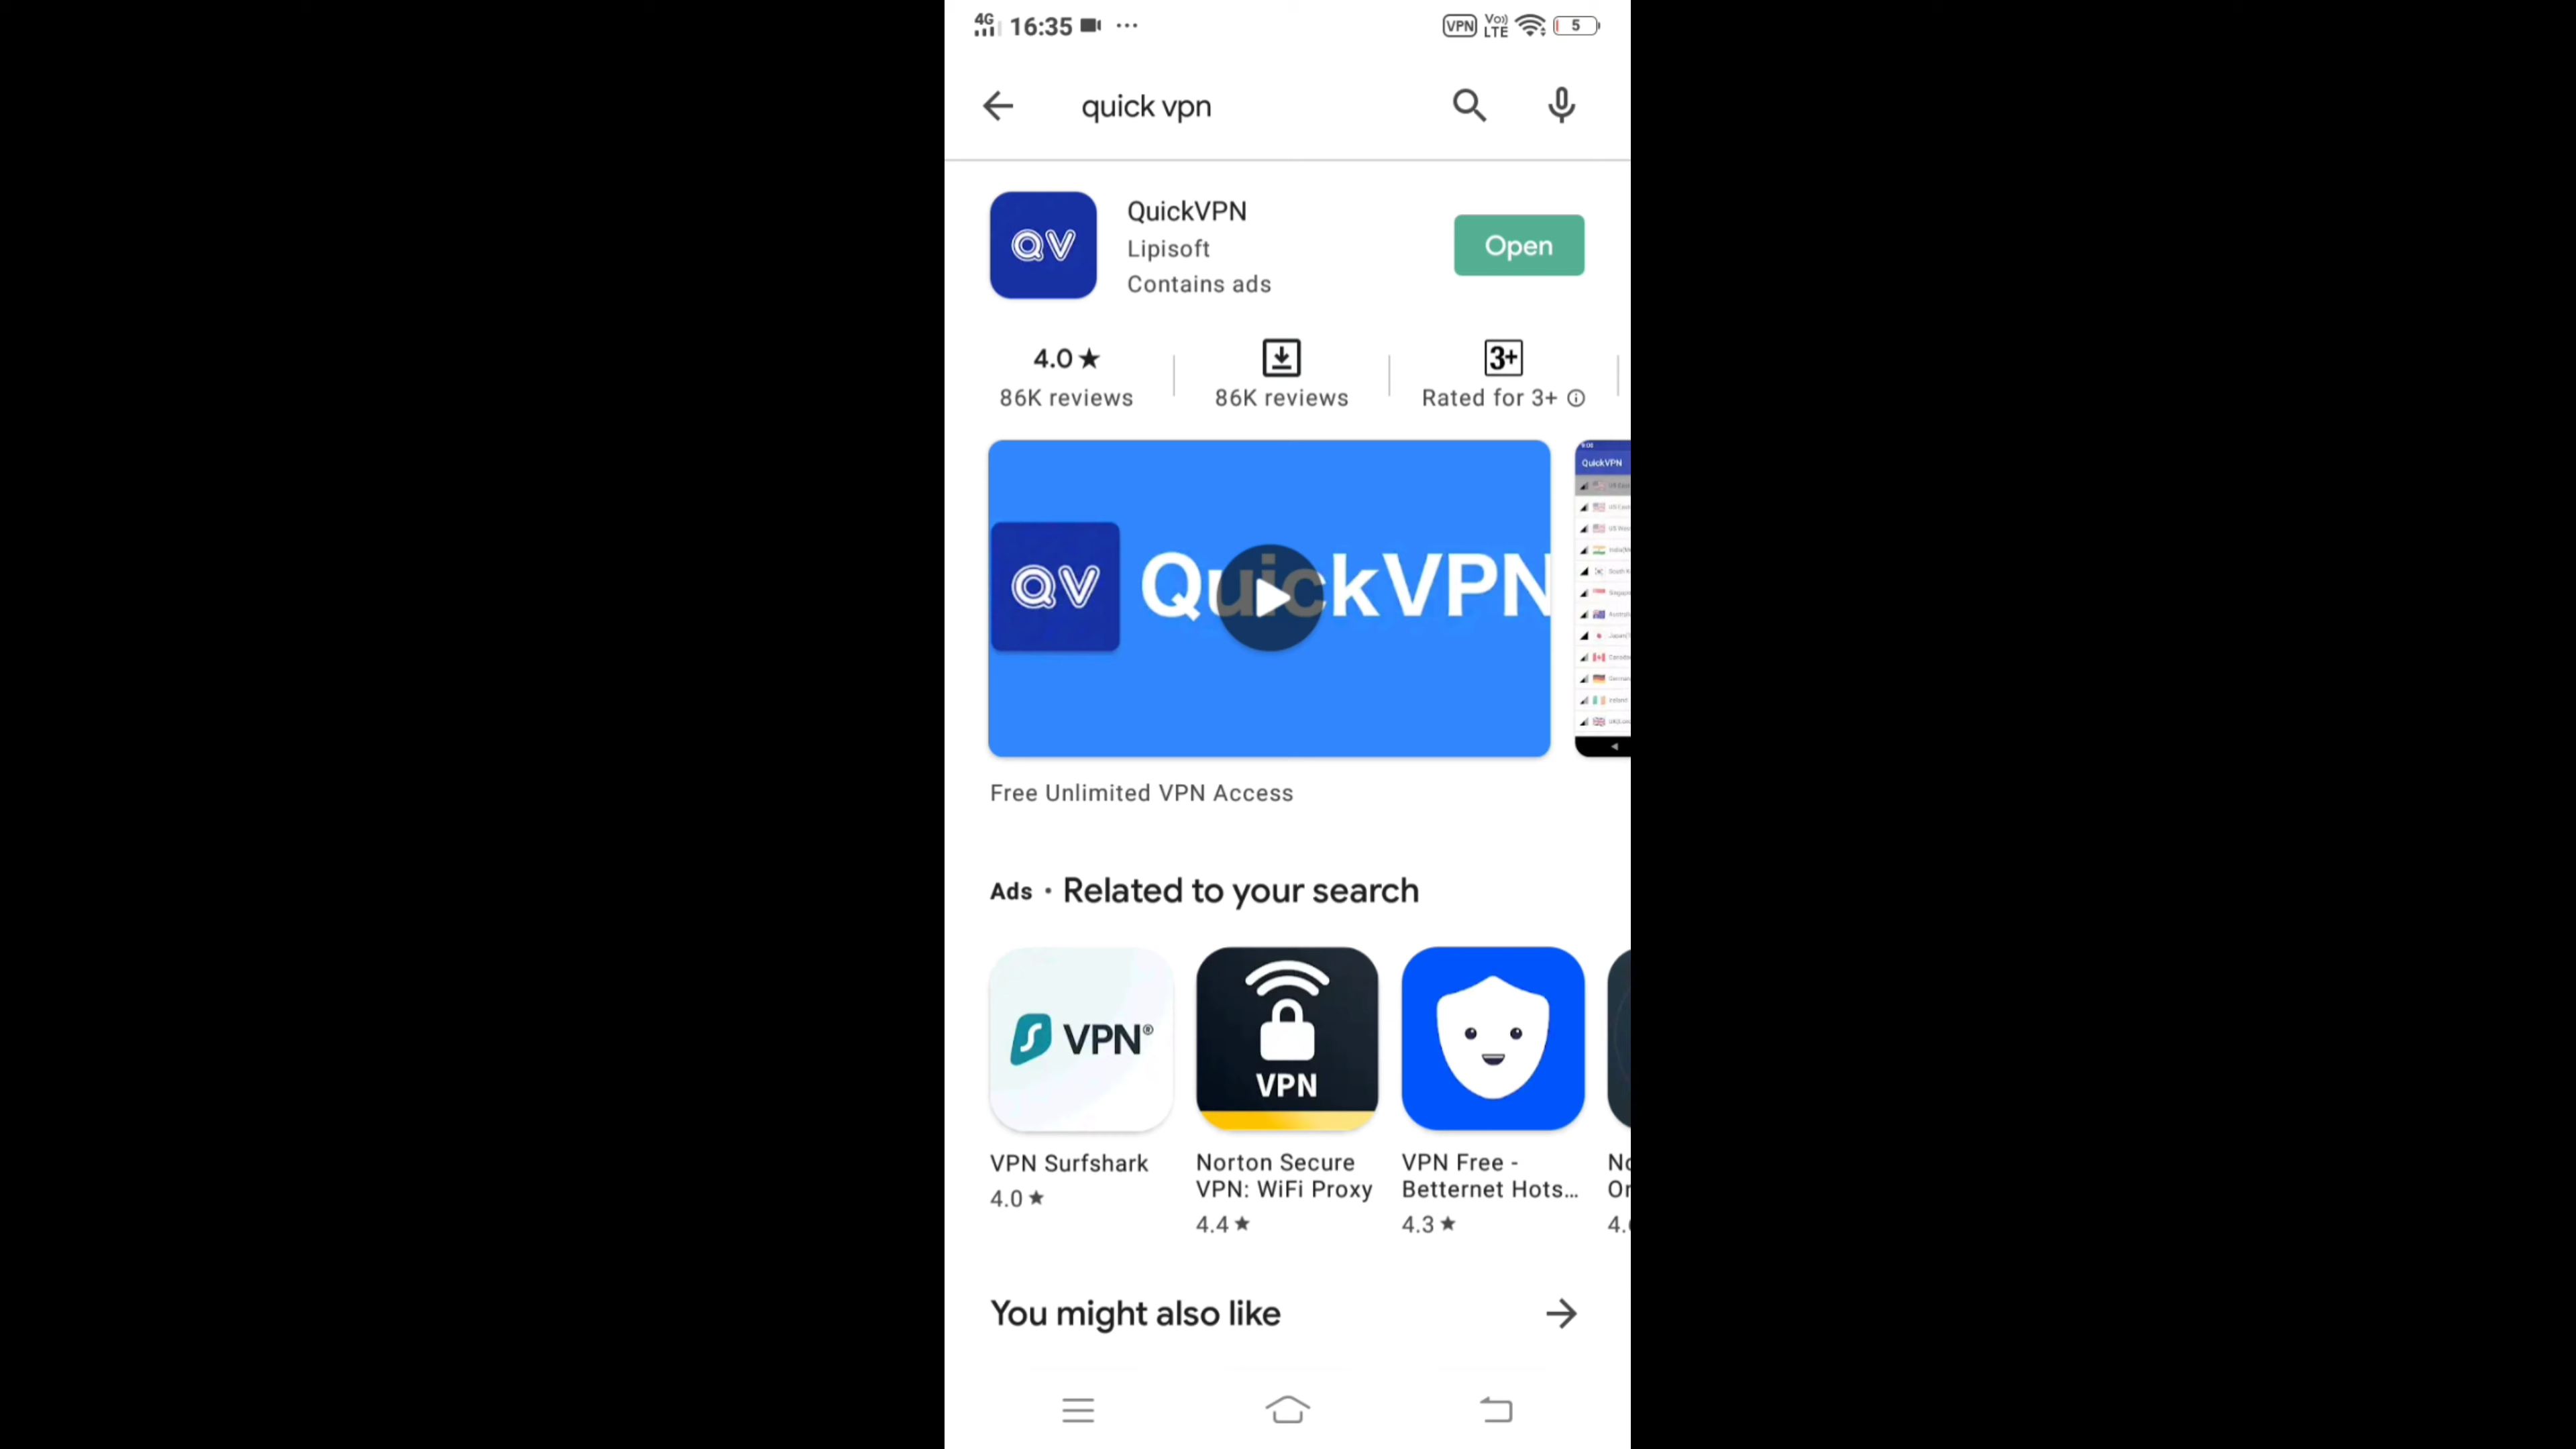 4G 16:35 VPN Vo) LTE 5
quick vpn
QV
QuickVPN
Lipisoft
Contains ads
Open
4.0 ★
86K reviews
86K reviews
3+
Rated for 3+
QV QuickVPN
QuickVPN
Free Unlimited VPN Access
Ads • Related to your search
VPN®
VPN
VPN Surfshark
4.0 ★
Norton Secure
VPN: WiFi Proxy
4.4 ★
VPN Free -
Betternet Hots…
4.3 ★
You might also like